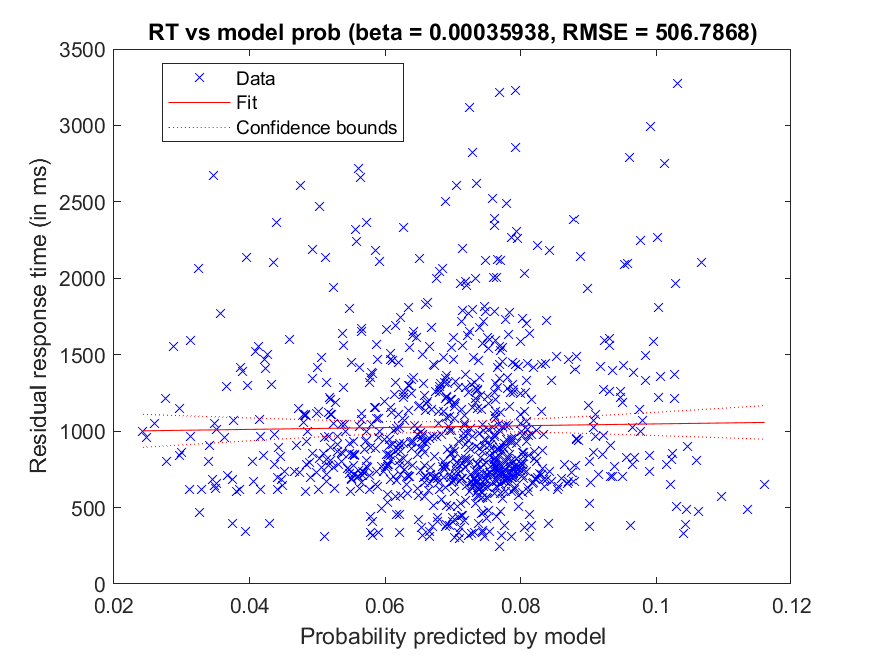 RT vs model prob (beta = 0.00035938, RMSE = 506.7868)
Data
Fit
Confidence bounds
Residual response time (in ms)
3500
3000
2500
2000
1500
1000
500
0
0.02 0.04 0.06 0.08 0.1 0.12
Probability predicted by model